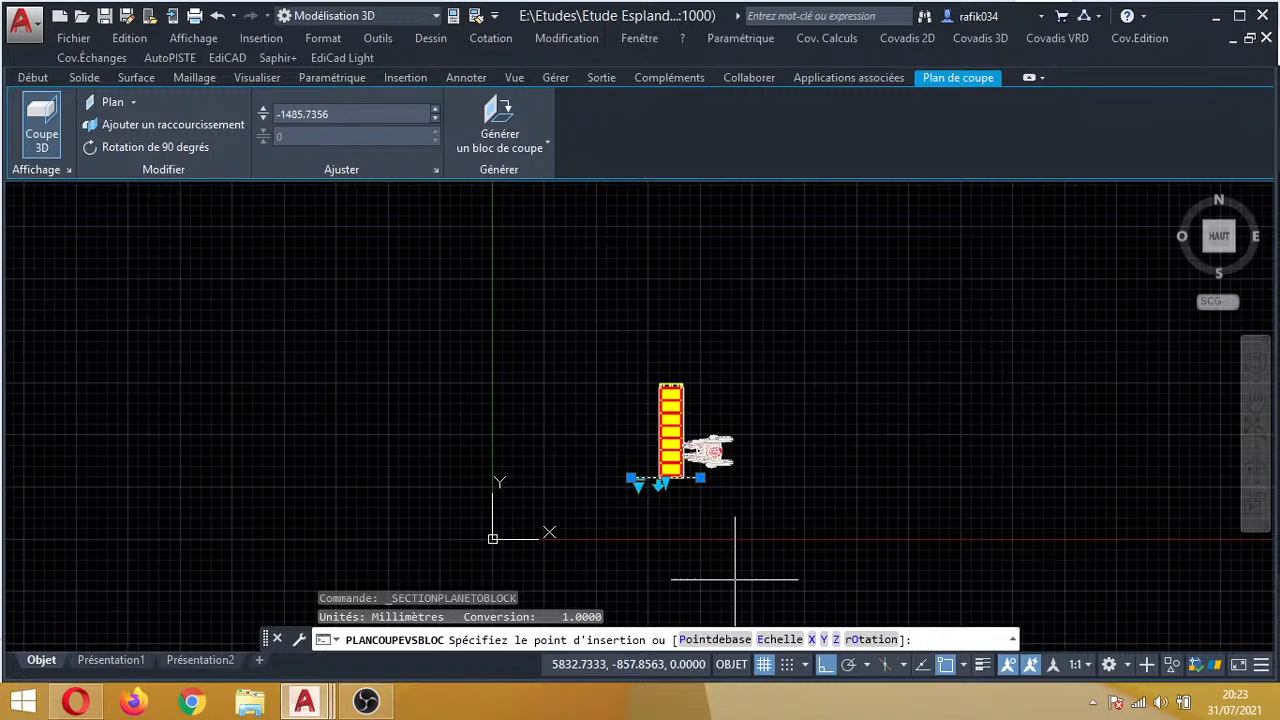 Modélisation 3D
E:\Etudes\Etude Espland...:1000)
Entrez mot-clé ou expression
rafik034
Fichier Edition Affichage Insertion Format Outils Dessin Cotation Modification Fenêtre ? Paramétrique Cov. Calculs Covadis 2D Covadis 3D Covadis VRD Cov.Edition
Cov.Échanges AutoPISTE EdiCAD Saphir+ EdiCad Light
Début Solide Surface Maillage Visualiser Paramétrique Insertion Annoter Vue Gérer Sortie Compléments Collaborer Applications associées Plan de coupe
Coupe
3D
Affichage
Plan
Ajouter un raccourcissement
Rotation de 90 degrés
Modifier
-1485.7356
0
Ajuster
Générer
un bloc de coupe
Générer
N
O HAUT E
S
SCG
Y
X
Commande: _SECTIONPLANETOBLOCK
Unités: Millimètres Conversion: 1.0000
PLANCOUPEVSBLOC Spécifiez le point d'insertion ou [Pointdebase Echelle X Y Z rOtation]:
Objet Présentation1 Présentation2 +
5832.7333, -857.8563, 0.0000 OBJET 1:1
20:23
31/07/2021